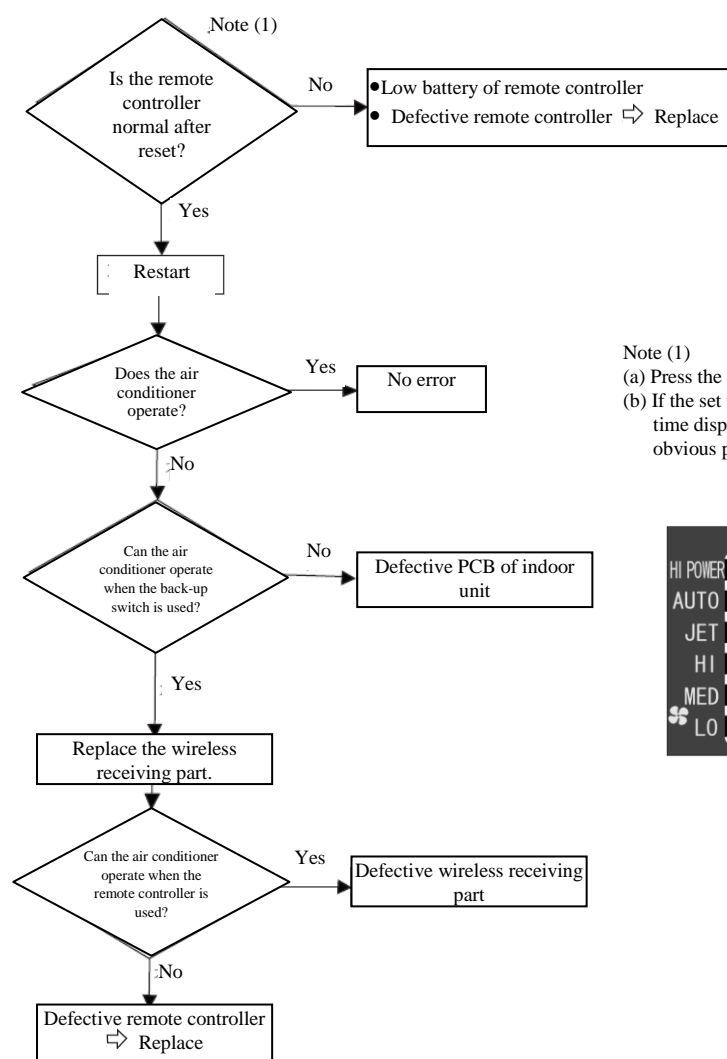 Note (1)
Is the remote
controller
normal after
reset?
No
●Low battery of remote controller
● Defective remote controller ⇨ Replace
Yes
Restart
Does the air
conditioner
operate?
Yes
No error
Note (1)
(a) Press the
(b) If the set
time disp
obvious p
No
Can the air
conditioner operate
when the back-up
switch is used?
No
Defective PCB of indoor
unit
HI POWER
AUTO
JET
HI
MED
LO
Yes
Replace the wireless
receiving part.
Can the air conditioner
operate when the
remote controller is
used?
Yes
Defective wireless receiving
part
No
Defective remote controller
⇨ Replace